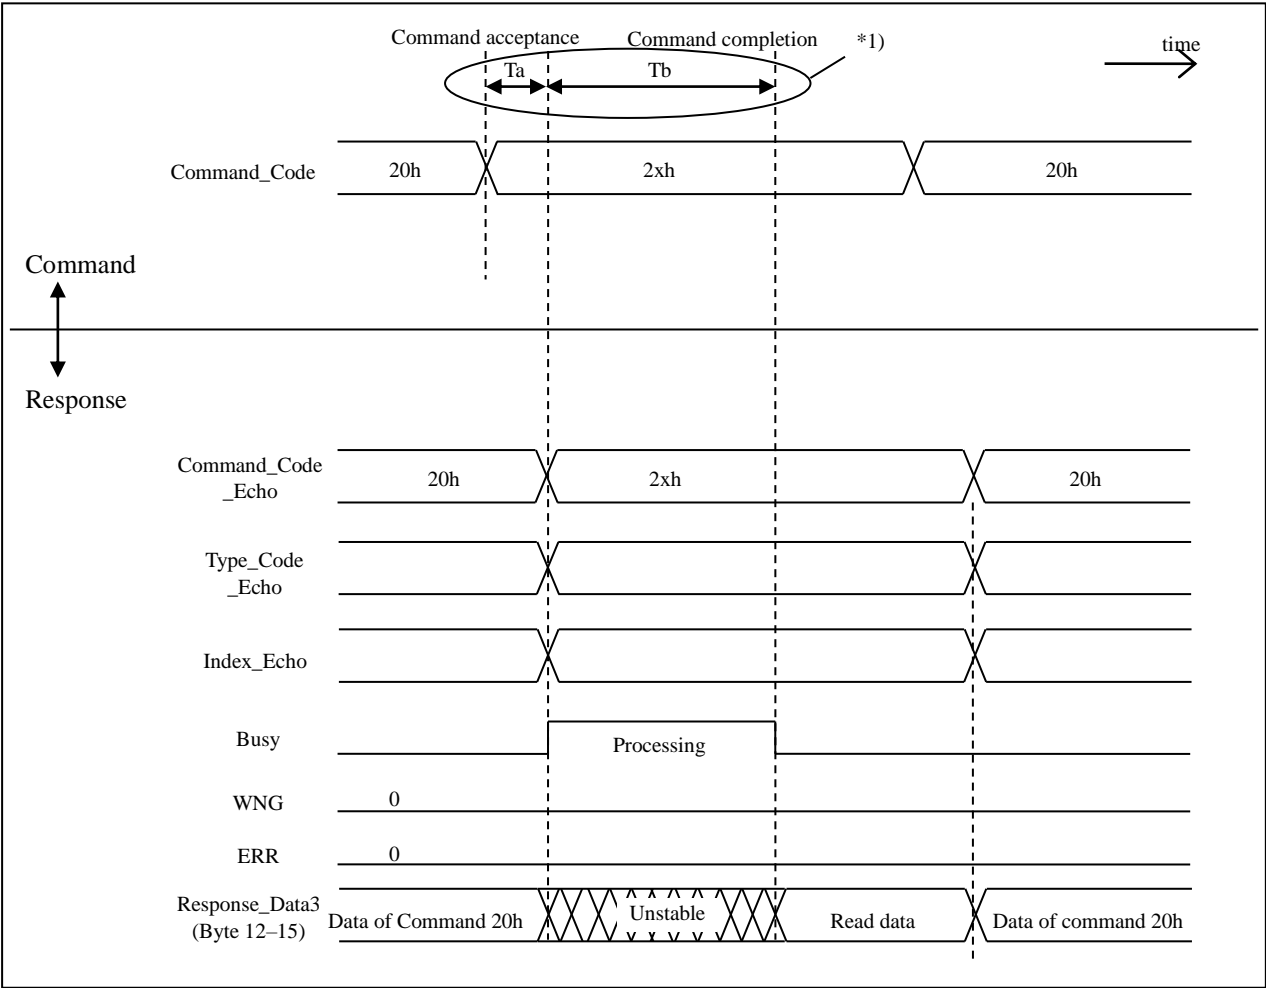 Command acceptance
Command completion
*1)
time
Ta
Tb
Command_Code
20h
2xh
20h
Command
Response
Command_Code
_Echo
20h
2xh
20h
Type_Code
_Echo
Index_Echo
Busy
Processing
WNG
0
ERR
0
Response_Data3
(Byte 12–15)
Data of Command 20h
Unstable
Read data
Data of command 20h